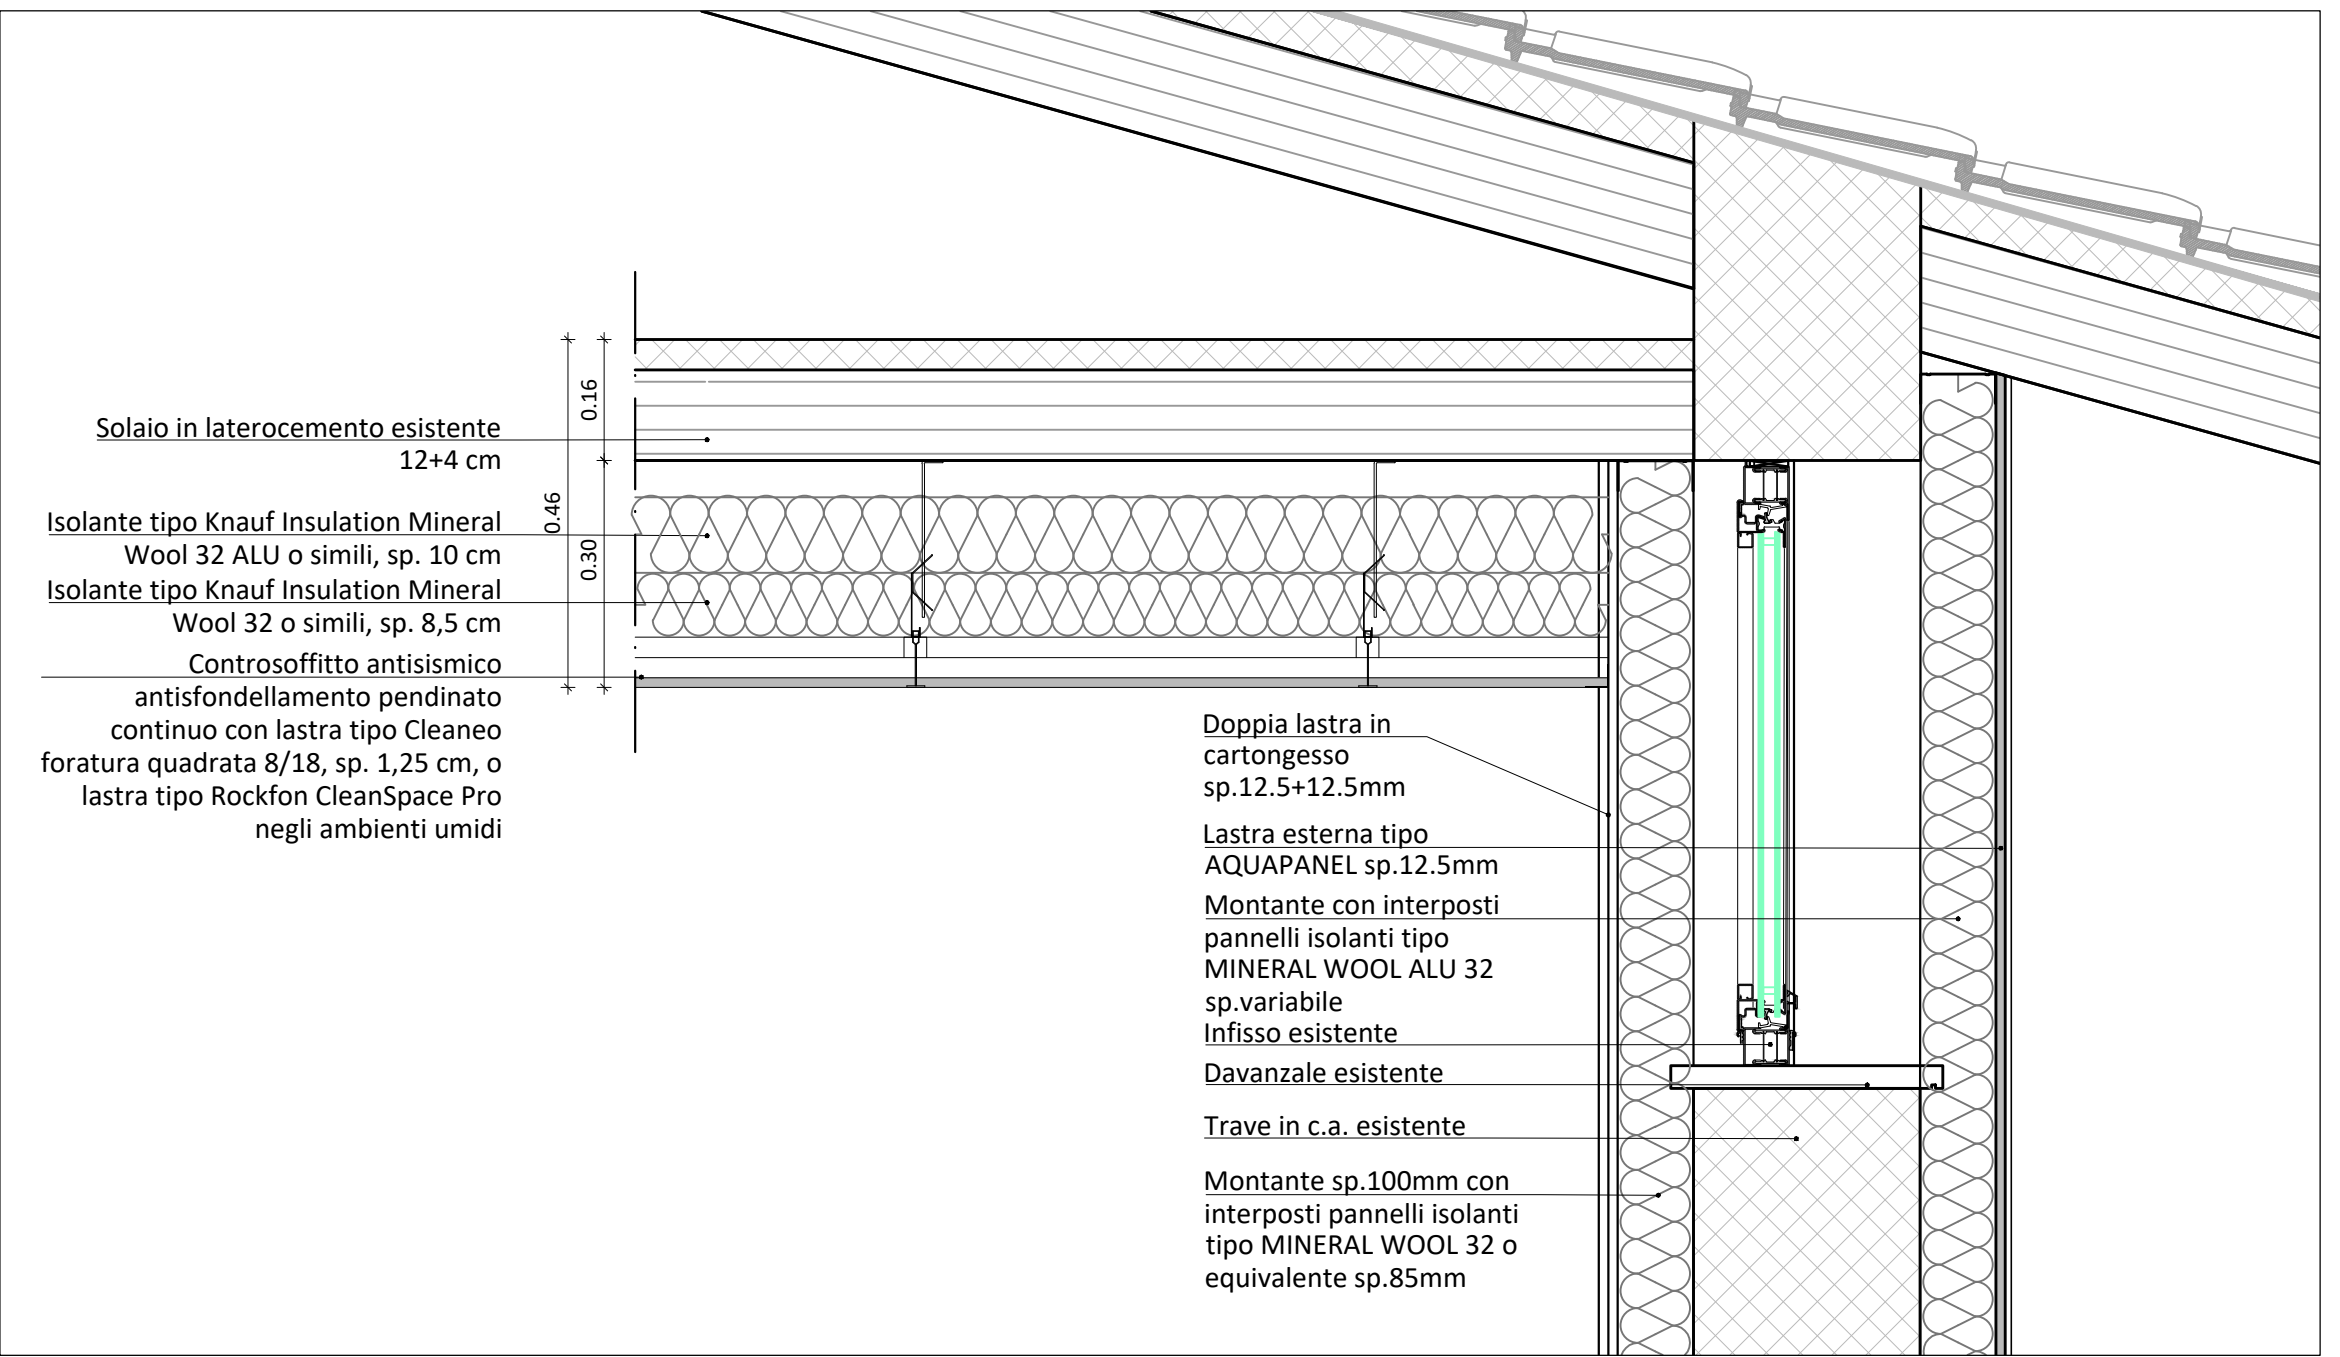 0.16
0.46
0.30
Solaio in laterocemento esistente
12+4 cm
Isolante tipo Knauf Insulation Mineral
Wool 32 ALU o simili, sp. 10 cm
Isolante tipo Knauf Insulation Mineral
Wool 32 o simili, sp. 8,5 cm
Controsoffitto antisismico
antisfondellamento pendinato
continuo con lastra tipo Cleaneo
foratura quadrata 8/18, sp. 1,25 cm, o
lastra tipo Rockfon CleanSpace Pro
negli ambienti umidi
Doppia lastra in
cartongesso
sp.12.5+12.5mm
Lastra esterna tipo
AQUAPANEL sp.12.5mm
Montante con interposti
pannelli isolanti tipo
MINERAL WOOL ALU 32
sp.variabile
Infisso esistente
Davanzale esistente
Trave in c.a. esistente
Montante sp.100mm con
interposti pannelli isolanti
tipo MINERAL WOOL 32 o
equivalente sp.85mm